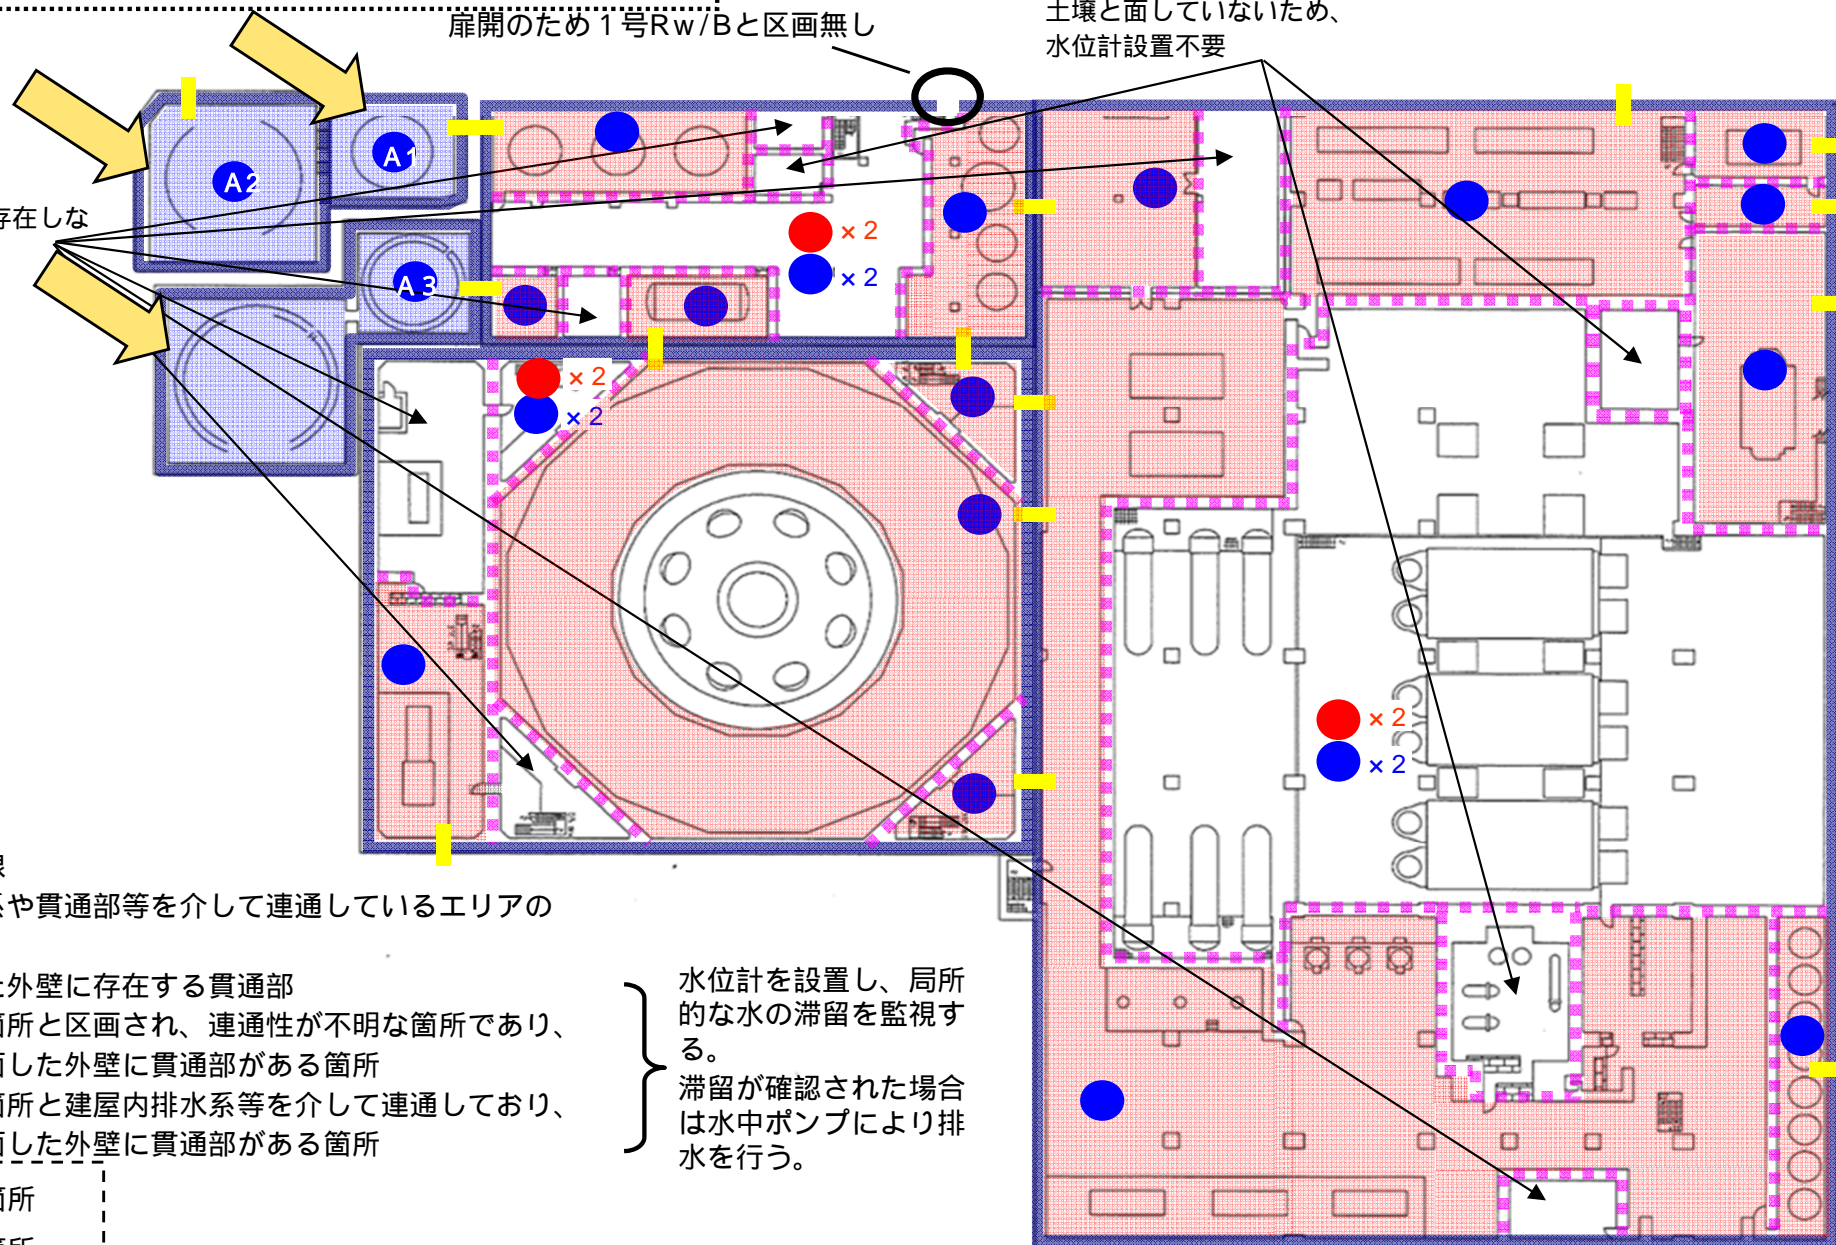 扉開のため１号Rw/Bと区画無し
土壌と面していないため、
水位計設置不要
A1
A2
存在しな
×2
×2
A3
×2
×2
×2
×2
系や貫通部等を介して連通しているエリアの
た外壁に存在する貫通部
箇所と区画され、連通性が不明な箇所であり、
面した外壁に貫通部がある箇所
箇所と建屋内排水系等を介して連通しており、
面した外壁に貫通部がある箇所
水位計を設置し、局所
的な水の滞留を監視す
る。
滞留が確認された場合
は水中ポンプにより排
水を行う。
箇所